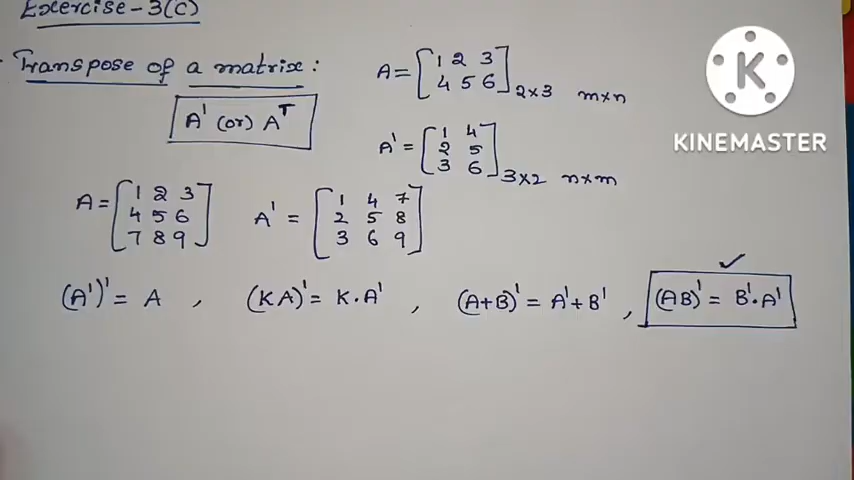 Exercise-3(C)
Transpose of a matrix:
A' (or) Aᵀ
A = [1 2 3
4 5 6] 2×3 m×n
A' = [1 4
2 5
3 6] 3×2 n×m
A = [1 2 3
4 5 6
7 8 9]
A' = [1 4 7
2 5 8
3 6 9]
(A')' = A , (KA)' = K·A' , (A+B)' = A'+B' , (AB)' = B'·A' ✓
K
KINEMASTER